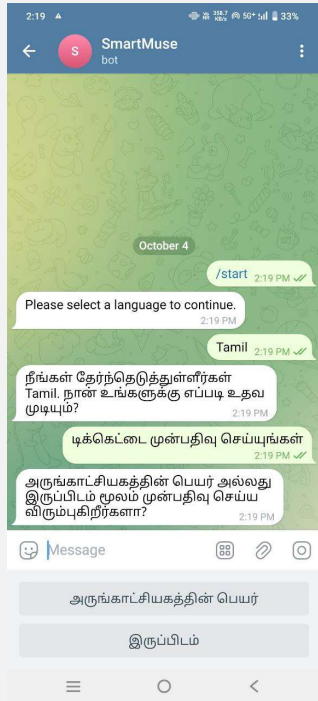 2:19
358.7
KB/s
5G+
33%
S
SmartMuse
bot
October 4
/start 2:19 PM
Please select a language to continue.
2:19 PM
Tamil 2:19 PM
நீங்கள் தேர்ந்தெடுத்துள்ளீர்கள்
Tamil. நான் உங்களுக்கு எப்படி உதவ
முடியும்? 2:19 PM
டிக்கெட்டை முன்பதிவு செய்யுங்கள்
2:19 PM
அருங்காட்சியகத்தின் பெயர் அல்லது
இருப்பிடம் மூலம் முன்பதிவு செய்ய
விரும்புகிறீர்களா? 2:19 PM
Message
அருங்காட்சியகத்தின் பெயர்
இருப்பிடம்